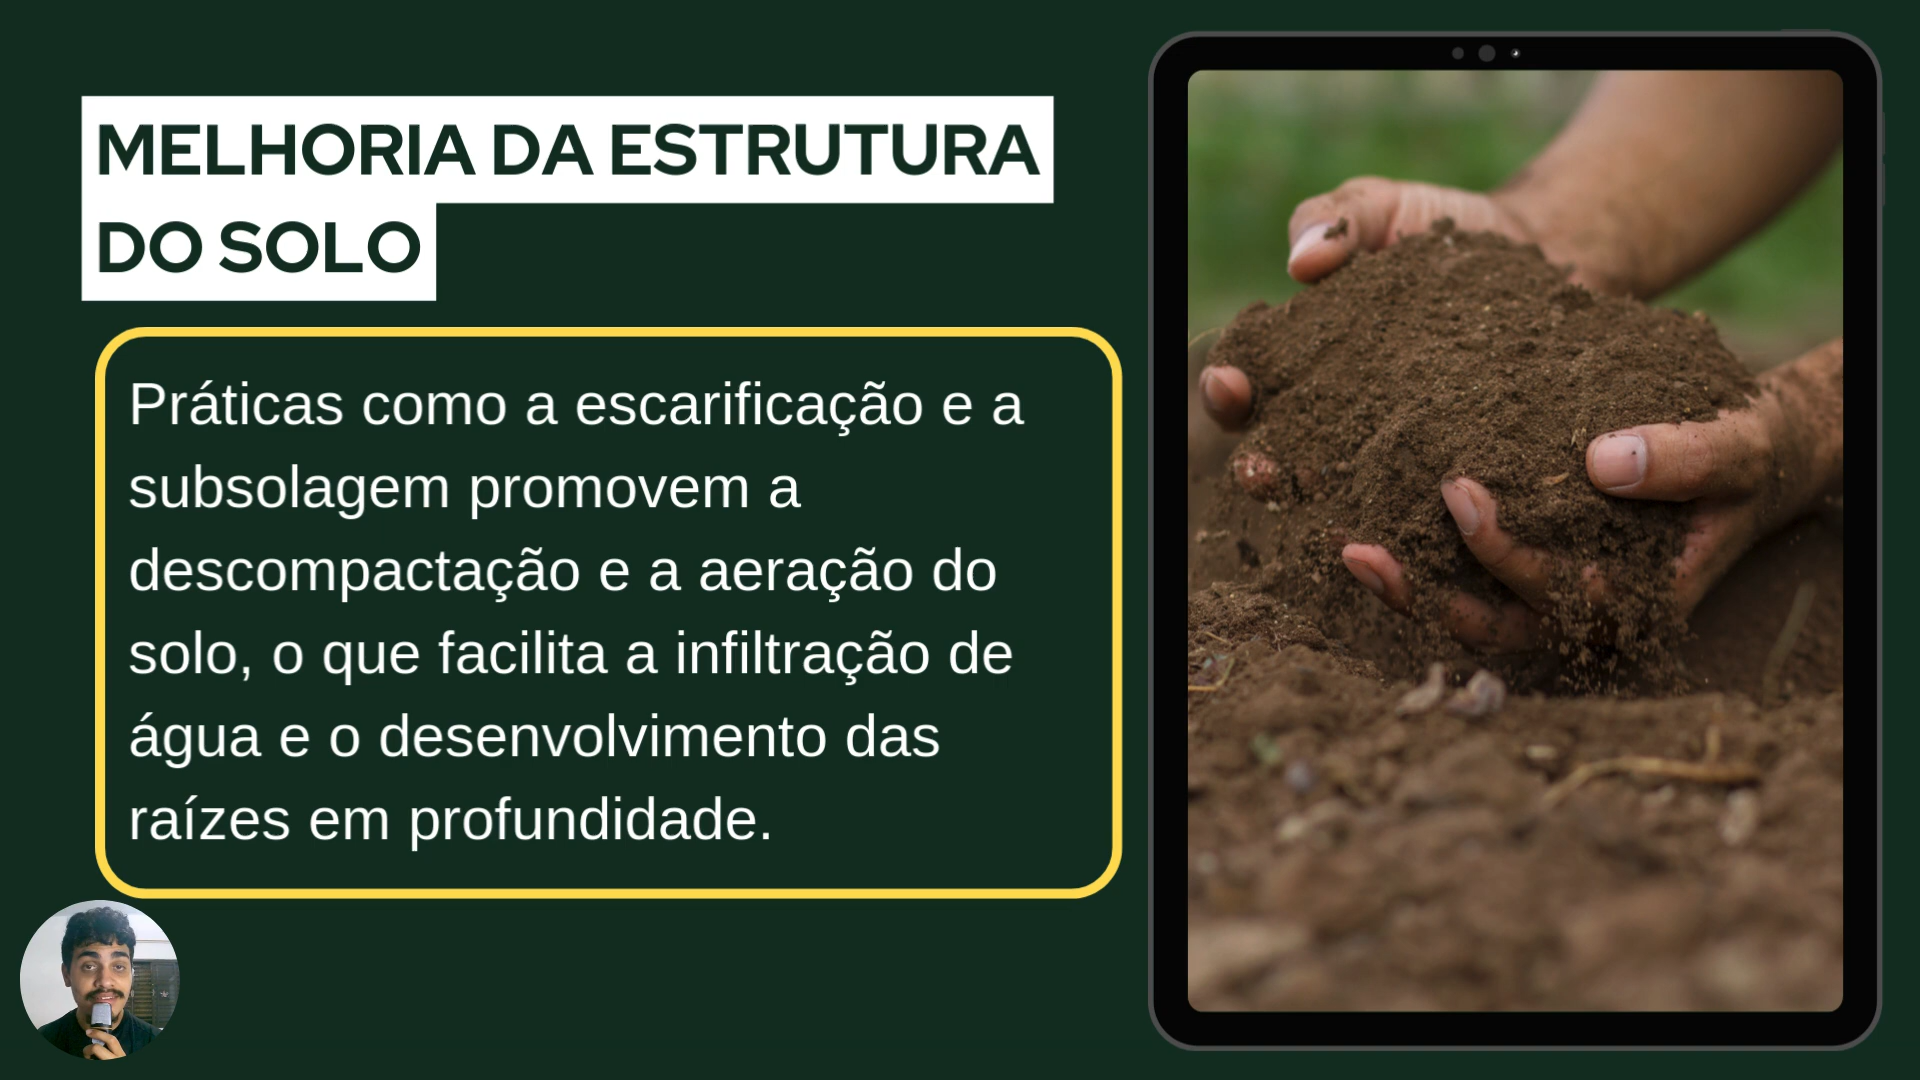 MELHORIA DA ESTRUTURA
DO SOLO
Práticas como a escarificação e a
subsolagem promovem a
descompactação e a aeração do
solo, o que facilita a infiltração de
água e o desenvolvimento das
raízes em profundidade.